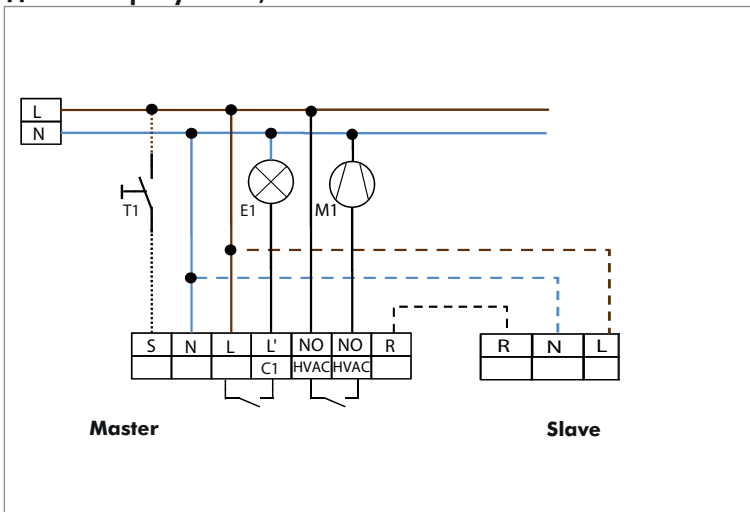 L
N
T1
E1
M1
S N L L' NO NO R
C1 HVAC HVAC
R N L
Master
Slave